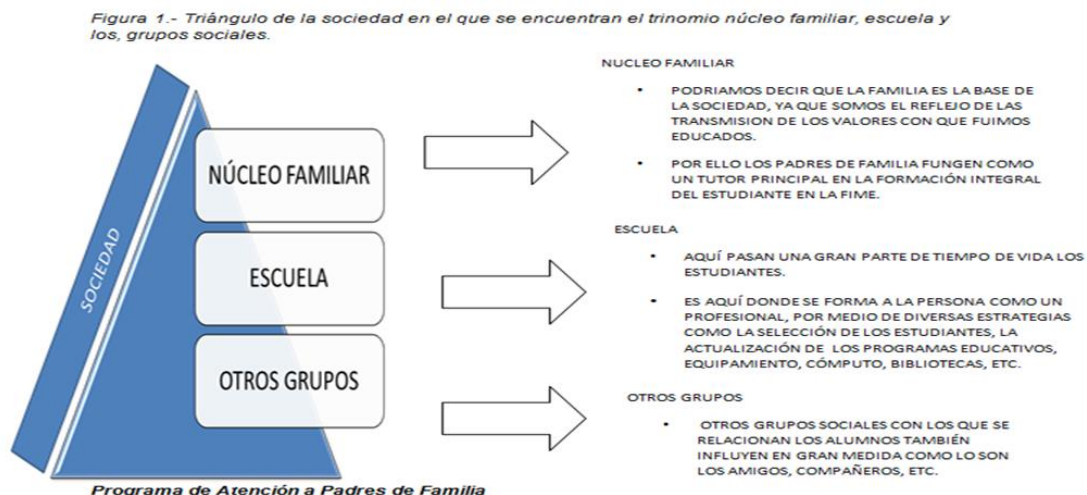 Figura 1.- Triángulo de la sociedad en el que se encuentran el trinomio núcleo familiar, escuela y
los, grupos sociales.
SOCIEDAD
NÚCLEO FAMILIAR
ESCUELA
OTROS GRUPOS
NUCLEO FAMILIAR
• PODRIAMOS DECIR QUE LA FAMILIA ES LA BASE DE
LA SOCIEDAD, YA QUE SOMOS EL REFLEJO DE LAS
TRANSMISION DE LOS VALORES CON QUE FUIMOS
EDUCADOS.
• POR ELLO LOS PADRES DE FAMILIA FUNGEN COMO
UN TUTOR PRINCIPAL EN LA FORMACIÓN INTEGRAL
DEL ESTUDIANTE EN LA FIME.
ESCUELA
• AQUÍ PASAN UNA GRAN PARTE DE TIEMPO DE VIDA LOS
ESTUDIANTES.
• ES AQUÍ DONDE SE FORMA A LA PERSONA COMO UN
PROFESIONAL, POR MEDIO DE DIVERSAS ESTRATEGIAS
COMO LA SELECCIÓN DE LOS ESTUDIANTES, LA
ACTUALIZACIÓN DE LOS PROGRAMAS EDUCATIVOS,
EQUIPAMIENTO, CÓMPUTO, BIBLIOTECAS, ETC.
OTROS GRUPOS
• OTROS GRUPOS SOCIALES CON LOS QUE SE
RELACIONAN LOS ALUMNOS TAMBIÉN
INFLUYEN EN GRAN MEDIDA COMO LO SON
LOS AMIGOS, COMPAÑEROS, ETC.
Programa de Atención a Padres de Familia